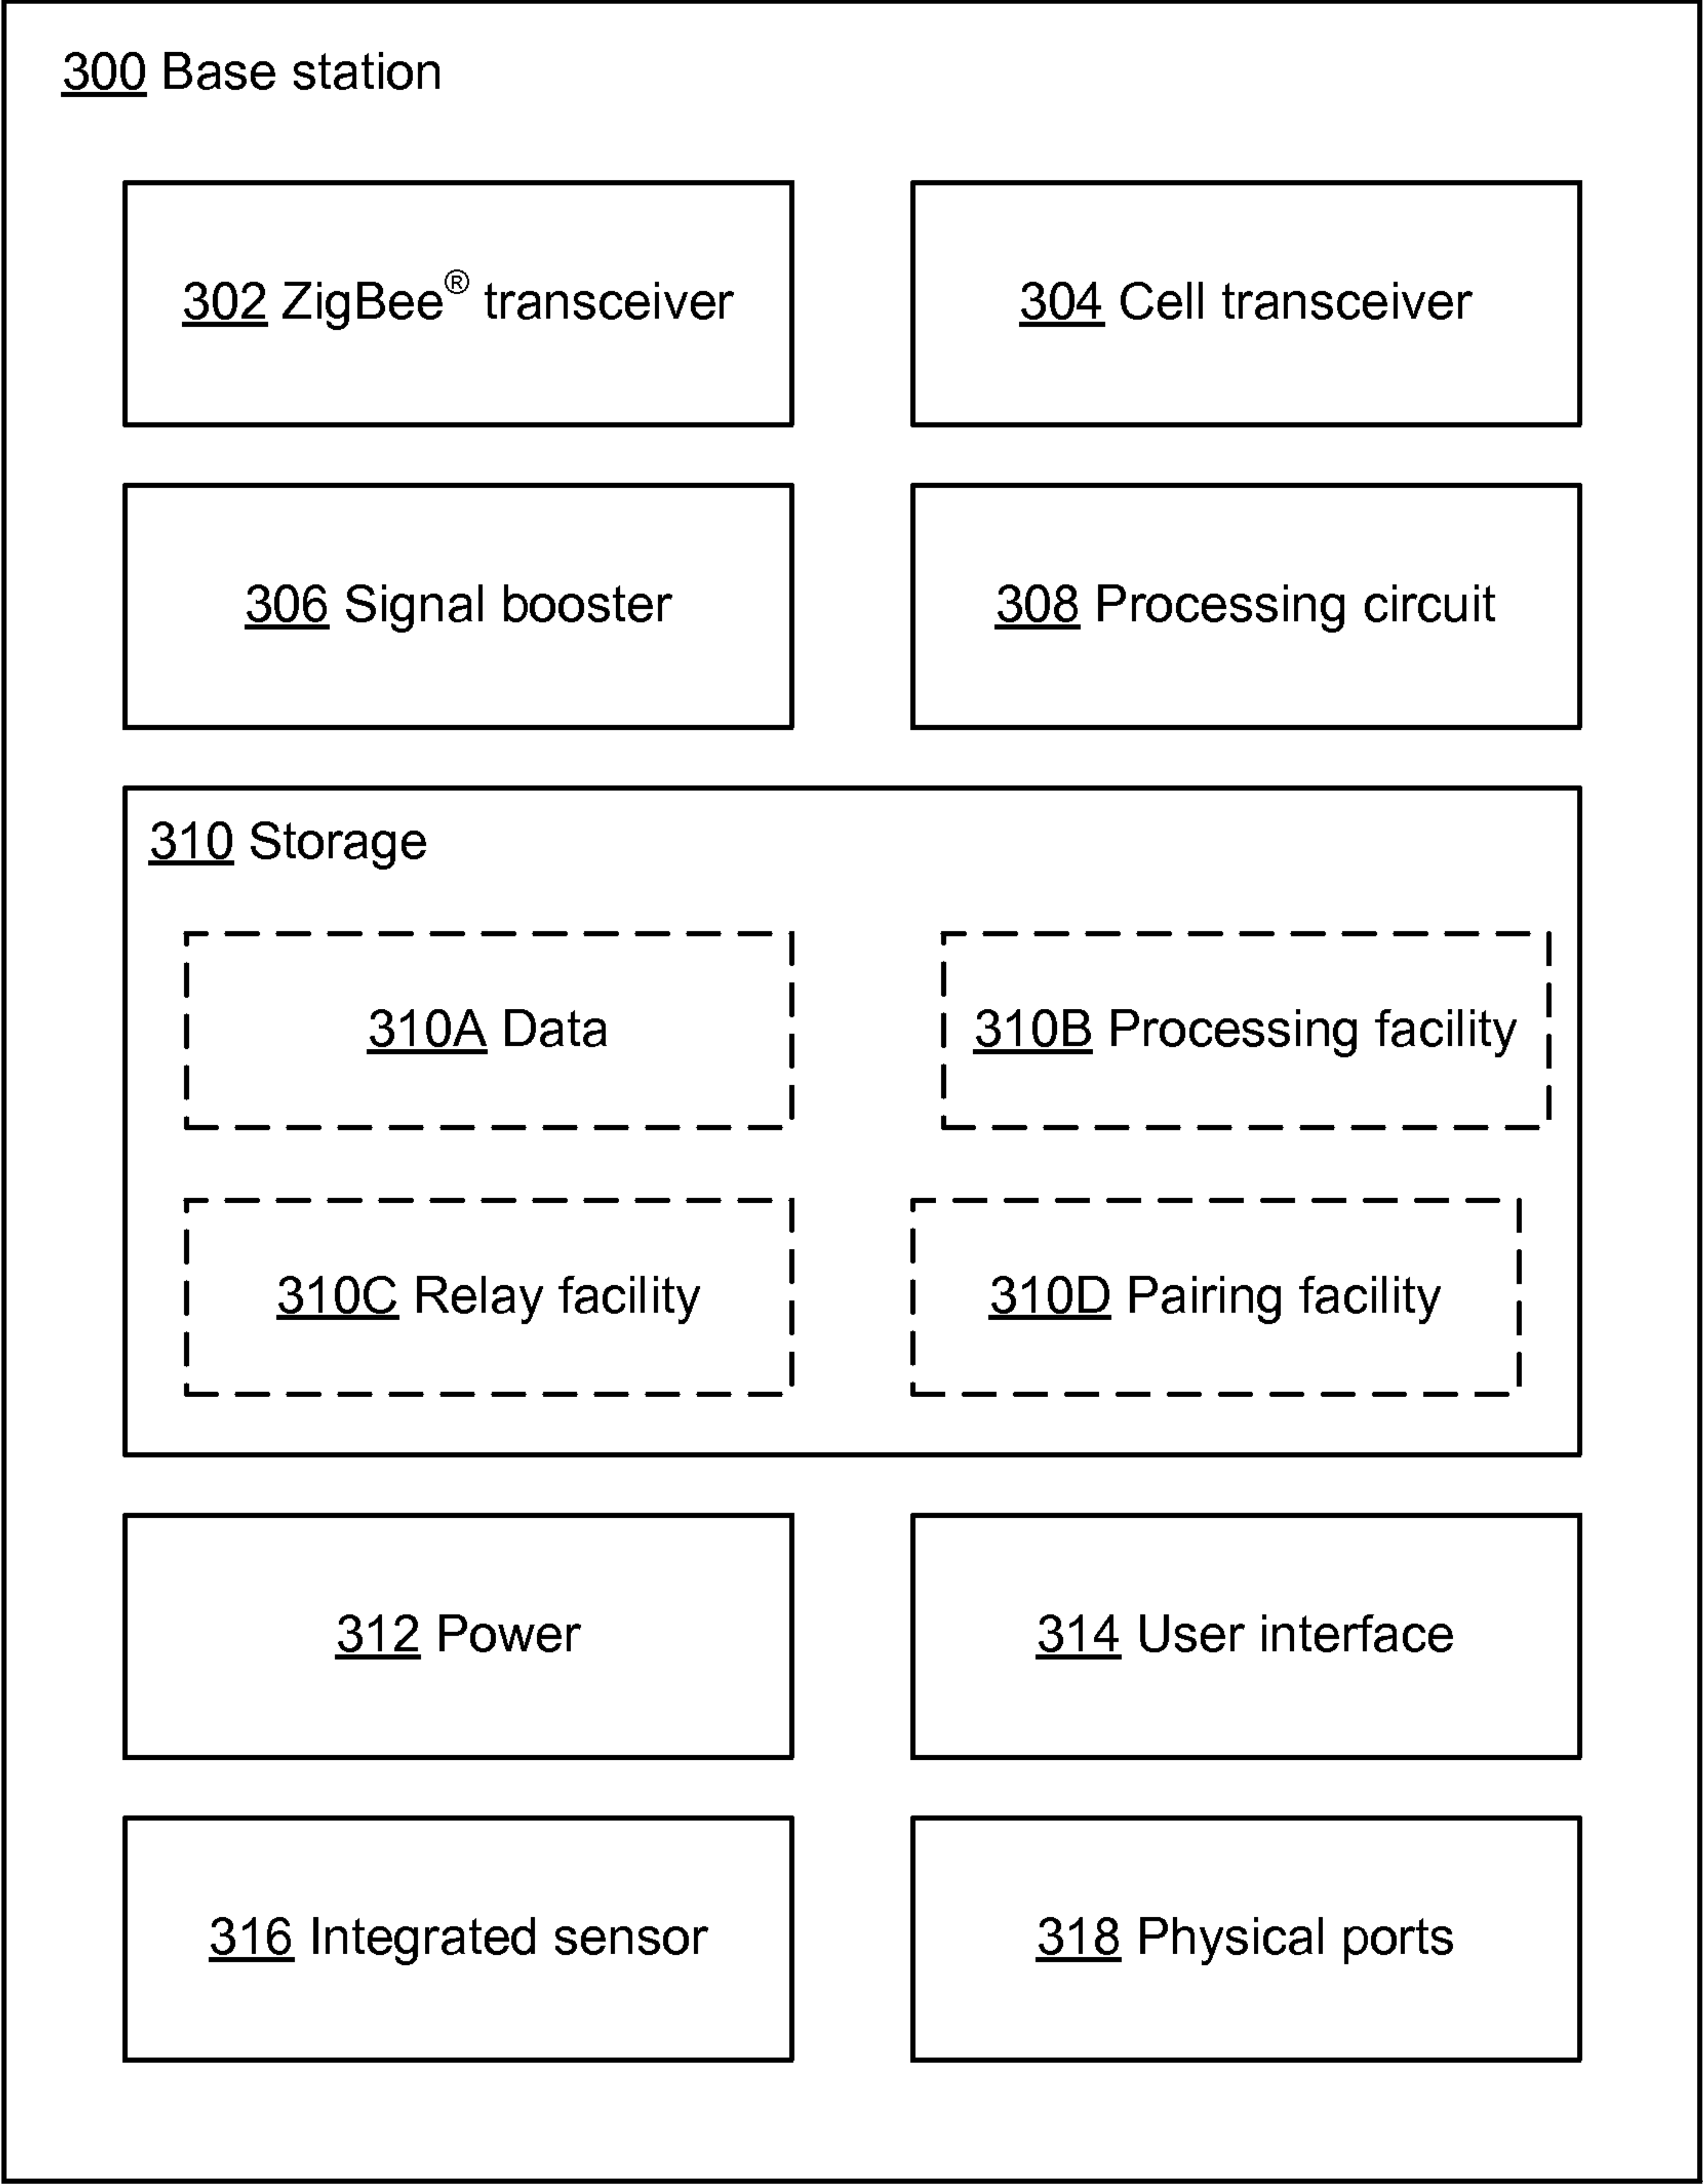 300 Base station
302 ZigBee® transceiver
304 Cell transceiver
306 Signal booster
308 Processing circuit
310 Storage
310A Data
310B Processing facility
310C Relay facility
310D Pairing facility
312 Power
314 User interface
316 Integrated sensor
318 Physical ports